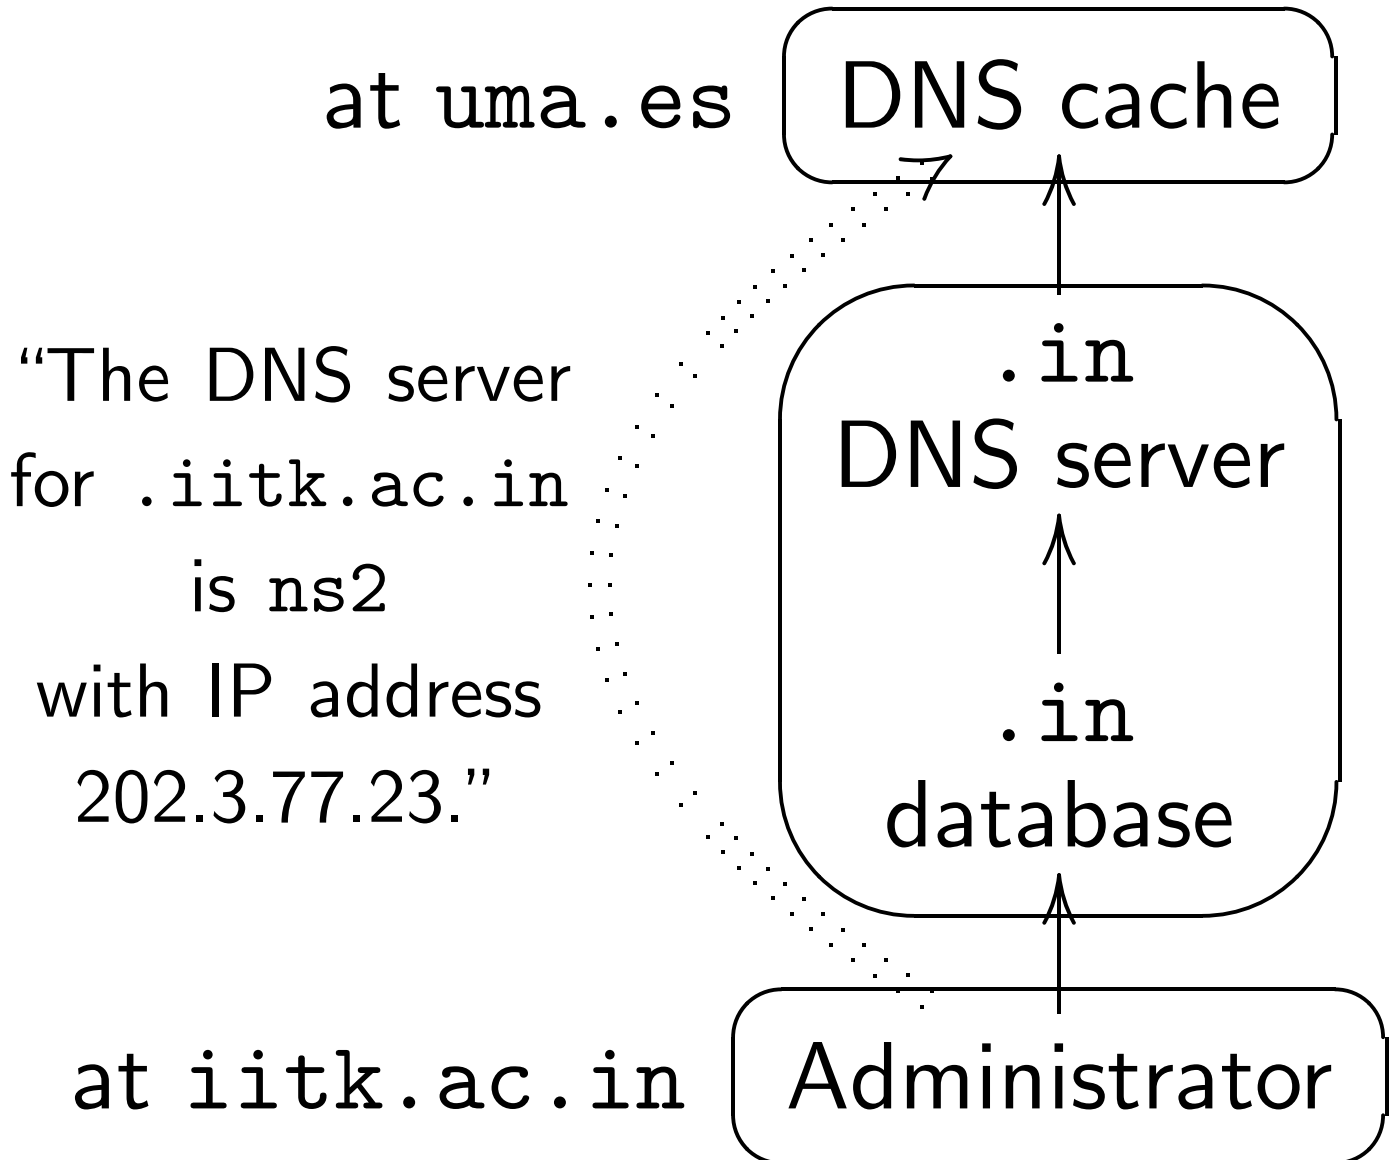 at uma.es DNS cache
“The DNS server
for .iitk.ac.in
is ns2
with IP address
202.3.77.23.”
.in
DNS server
.in
database
at iitk.ac.in Administrator